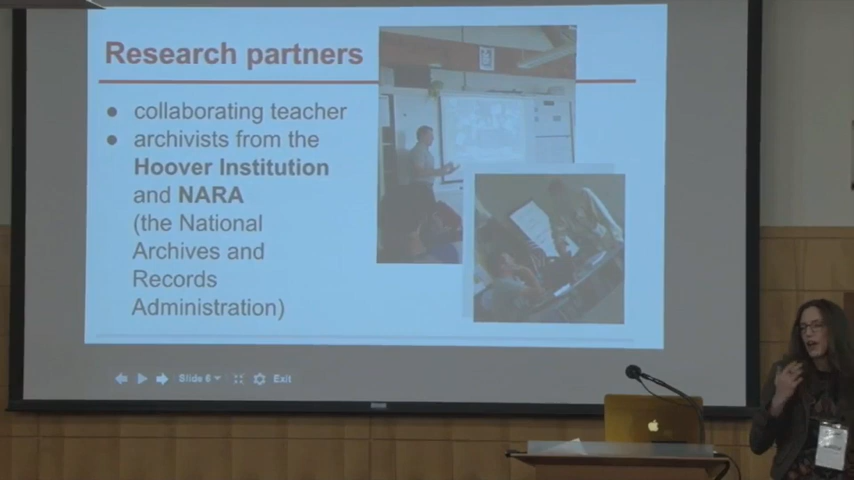 Research partners
● collaborating teacher
● archivists from the
Hoover Institution
and NARA
(the National
Archives and
Records
Administration)
Slide 6
Exit